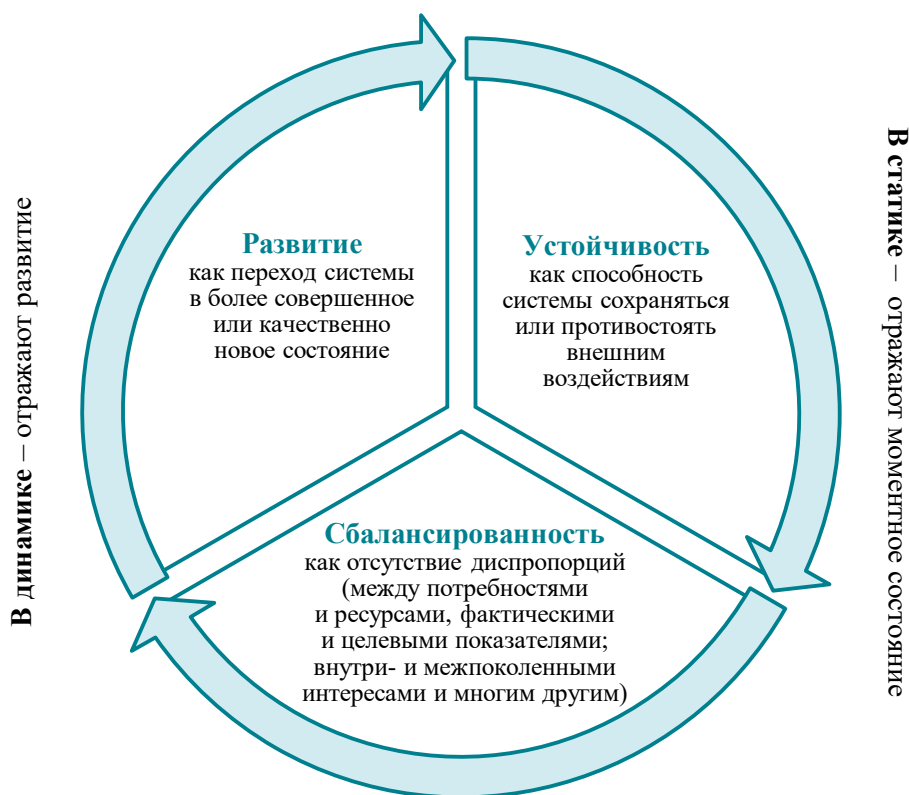 В динамике – отражают развитие
Развитие
как переход системы
в более совершенное
или качественно
новое состояние
Устойчивость
как способность
системы сохраняться
или противостоять
внешним
воздействиям
Сбалансированность
как отсутствие диспропорций
(между потребностями
и ресурсами, фактическими
и целевыми показателями;
внутри- и межпоколенными
интересами и многим другим)
В статике – отражают моментное состояние